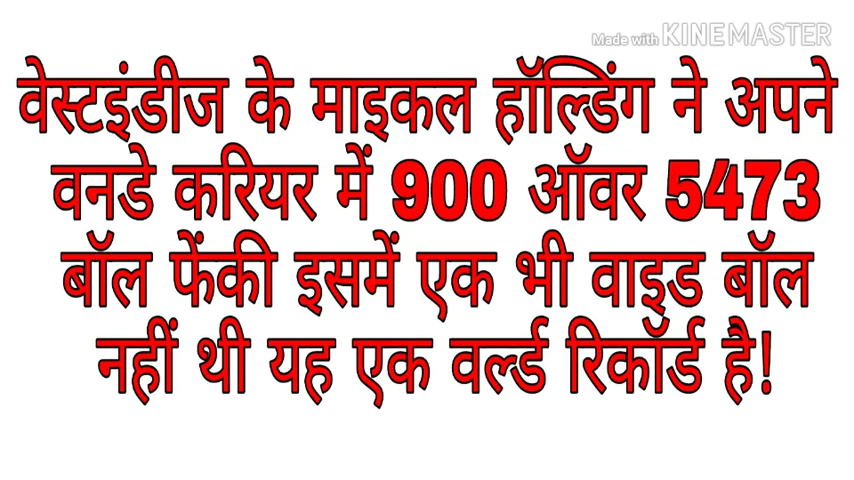 Made with KINEMASTER
वेस्टइंडीज के माइकल हॉल्डिंग ने अपने
वनडे करियर में 900 ऑवर 5473
बॉल फेंकी इसमें एक भी वाइड बॉल
नहीं थी यह एक वर्ल्ड रिकॉर्ड है!